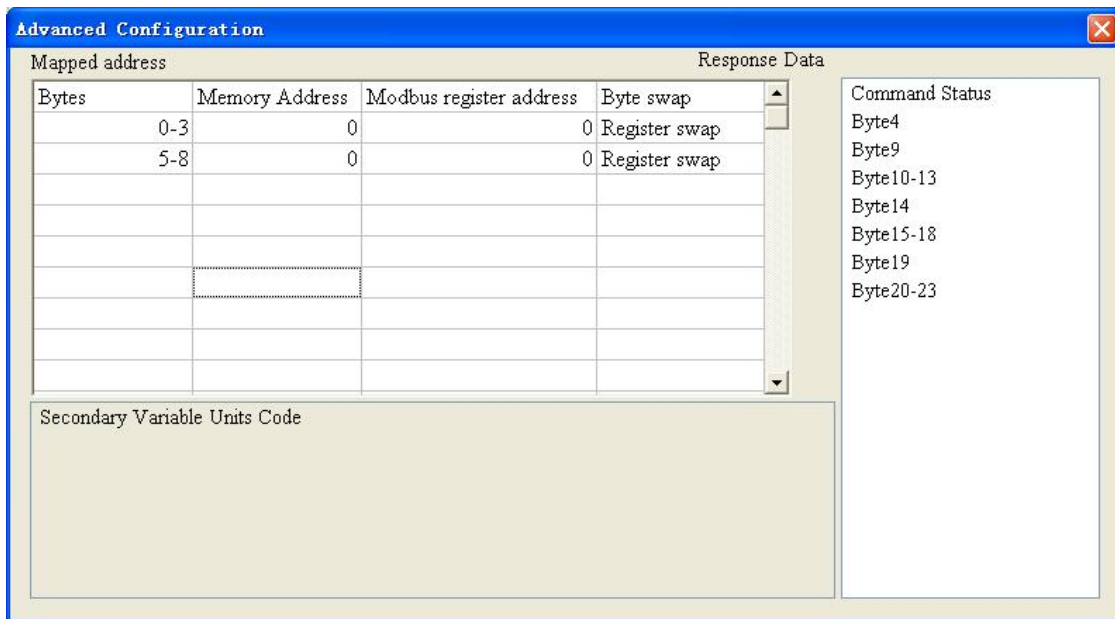 Advanced Configuration
Mapped address
Response Data
Bytes Memory Address Modbus register address Byte swap
0-3 0 0 Register swap
5-8 0 0 Register swap
Secondary Variable Units Code
Command Status
Byte4
Byte9
Byte10-13
Byte14
Byte15-18
Byte19
Byte20-23